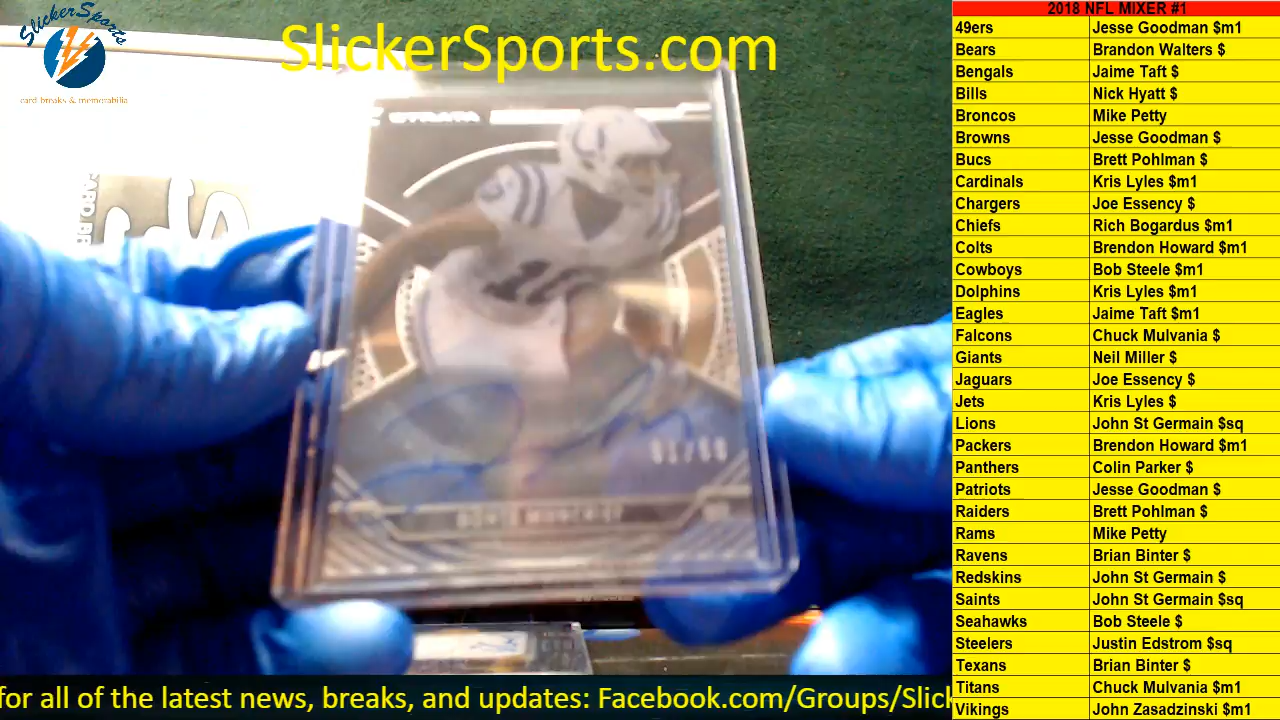 SlickerSports
card breaks & memorabilia
SlickerSports.com
STRATA
10
for all of the latest news, breaks, and updates: Facebook.com/Groups/Slick
2018 NFL MIXER #1
49ers Jesse Goodman $m1
Bears Brandon Walters $
Bengals Jaime Taft $
Bills Nick Hyatt $
Broncos Mike Petty
Browns Jesse Goodman $
Bucs Brett Pohlman $
Cardinals Kris Lyles $m1
Chargers Joe Essency $
Chiefs Rich Bogardus $m1
Colts Brendon Howard $m1
Cowboys Bob Steele $m1
Dolphins Kris Lyles $m1
Eagles Jaime Taft $m1
Falcons Chuck Mulvania $
Giants Neil Miller $
Jaguars Joe Essency $
Jets Kris Lyles $
Lions John St Germain $sq
Packers Brendon Howard $m1
Panthers Colin Parker $
Patriots Jesse Goodman $
Raiders Brett Pohlman $
Rams Mike Petty
Ravens Brian Binter $
Redskins John St Germain $
Saints John St Germain $sq
Seahawks Bob Steele $
Steelers Justin Edstrom $sq
Texans Brian Binter $
Titans Chuck Mulvania $m1
Vikings John Zasadzinski $m1